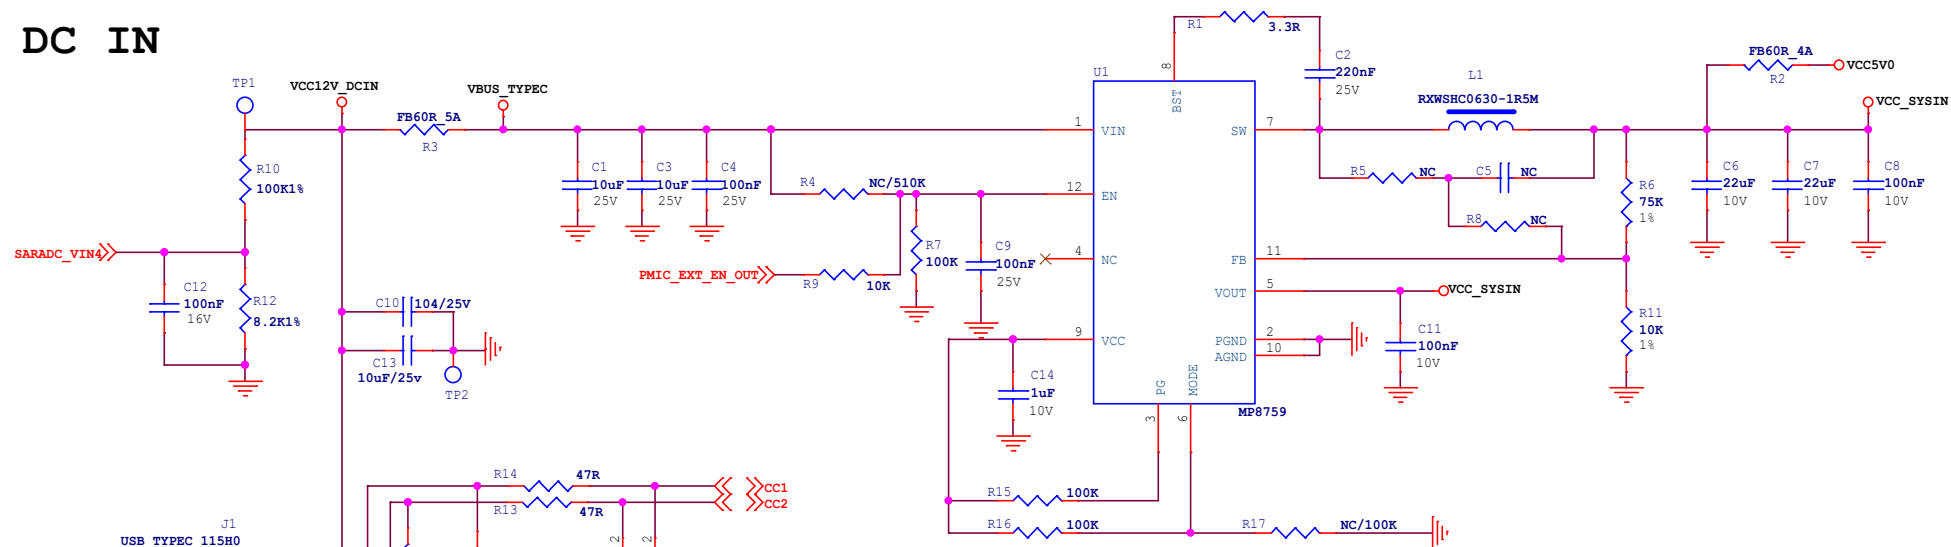 DC IN
TP1
VCC12V_DCIN
FB60R_5A
R3
VBUS_TYPEC
R10
100K1%
SARADC_VIN4
C12
100nF
16V
R12
8.2K1%
C10
104/25V
C13
10uF/25v
TP2
C1
10uF
25V
C3
10uF
25V
C4
100nF
25V
R4
NC/510K
R7
100K
C9
100nF
25V
PMIC_EXT_EN_OUT
R9
10K
C14
1uF
10V
U1
MP8759
8
BST
1
VIN
12
EN
4
NC
9
VCC
3
PG
6
MODE
7
SW
11
FB
5
VOUT
2
PGND
10
AGND
R1
3.3R
C2
220nF
25V
L1
RXWSHC0630-1R5M
R5
NC
C5
NC
R8
NC
R6
75K
1%
R11
10K
1%
VCC_SYSIN
C11
100nF
10V
FB60R_4A
R2
VCC5V0
VCC_SYSIN
C6
22uF
10V
C7
22uF
10V
C8
100nF
10V
R15
100K
R16
100K
R17
NC/100K
R14
47R
R13
47R
CC1
CC2
2
2
J1
USB TYPEC 115H0